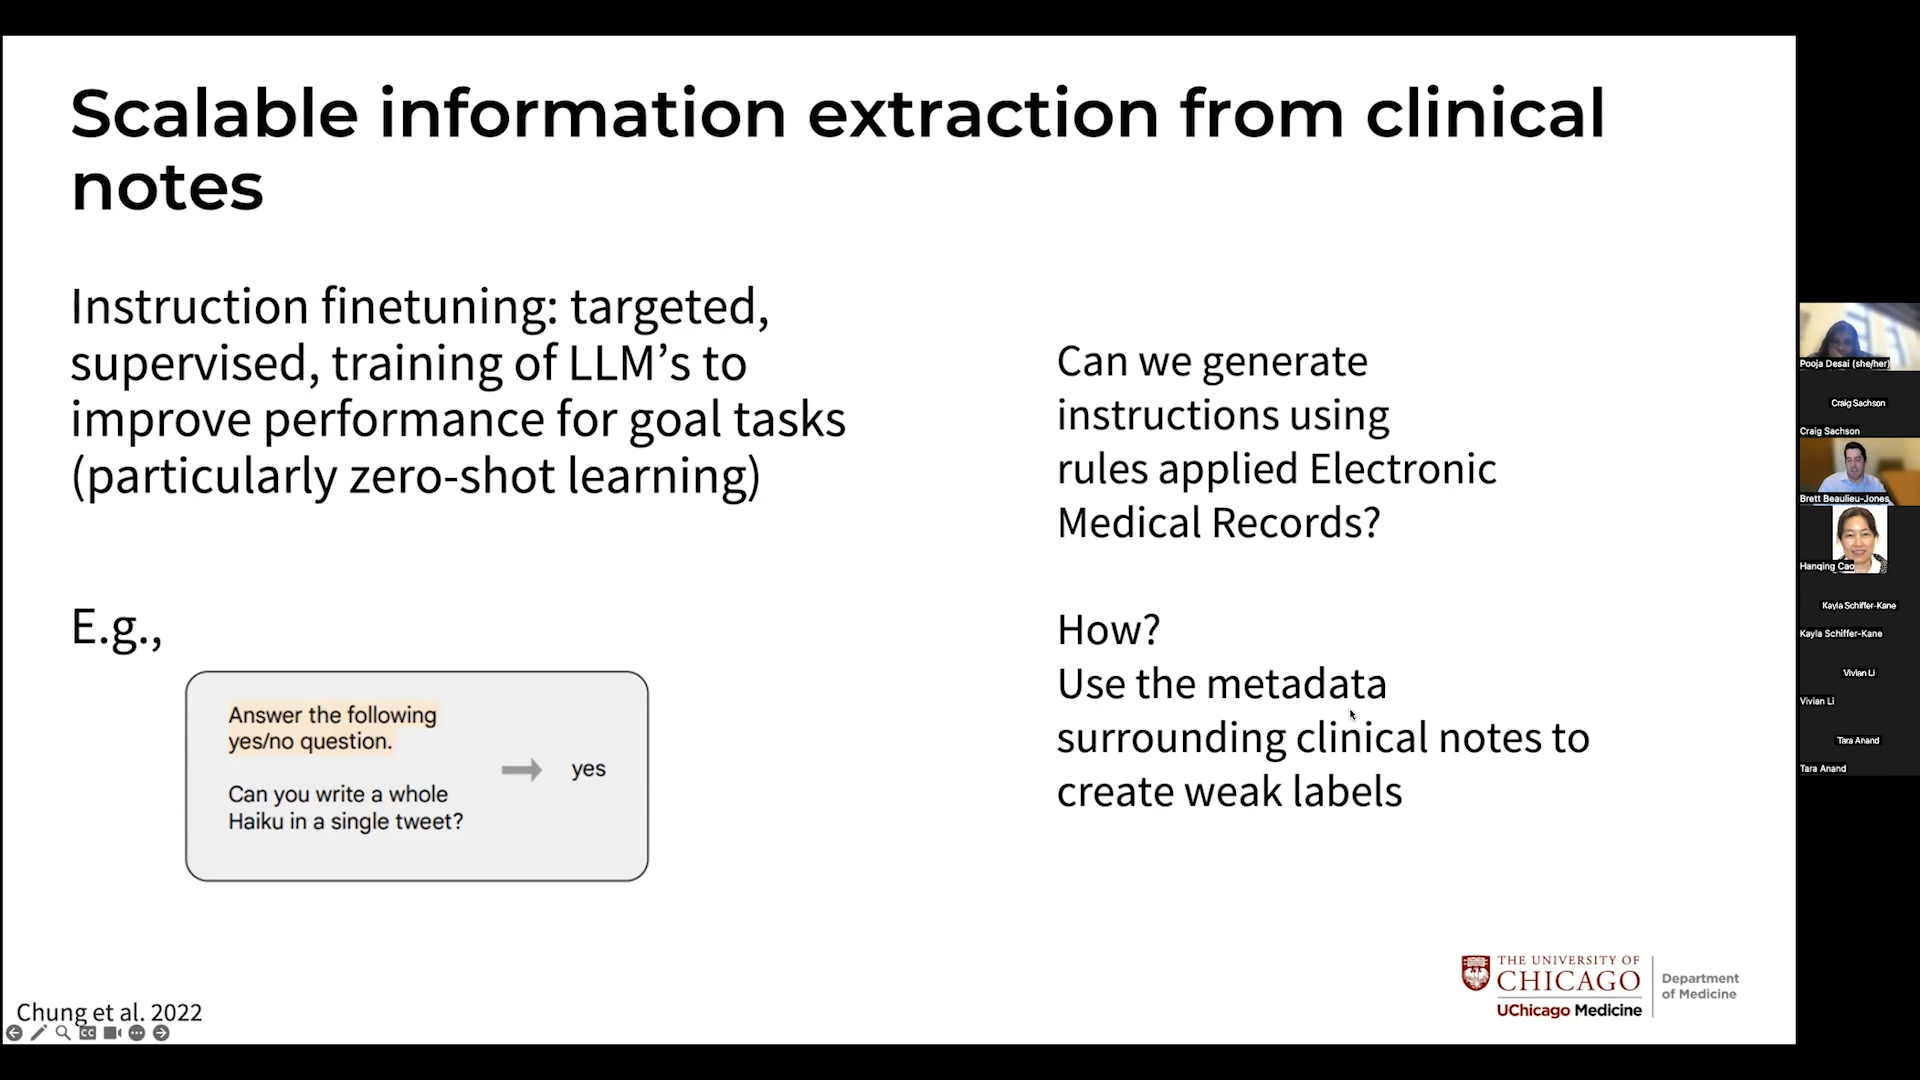 Scalable information extraction from clinical
notes
Instruction finetuning: targeted,
supervised, training of LLM’s to
improve performance for goal tasks
(particularly zero-shot learning)
E.g.,
Answer the following
yes/no question.
Can you write a whole
Haiku in a single tweet?
yes
Can we generate
instructions using
rules applied Electronic
Medical Records?
How?
Use the metadata
surrounding clinical notes to
create weak labels
Chung et al. 2022
CC
THE UNIVERSITY OF
CHICAGO
UChicago Medicine
Department
of Medicine
Pooja Desai (she/her)
Craig Sachson
Craig Sachson
Brett Beaulieu-Jones
Hanqing Cao
Kayla Schiffer-Kane
Kayla Schiffer-Kane
Vivian Li
Vivian Li
Tara Anand
Tara Anand